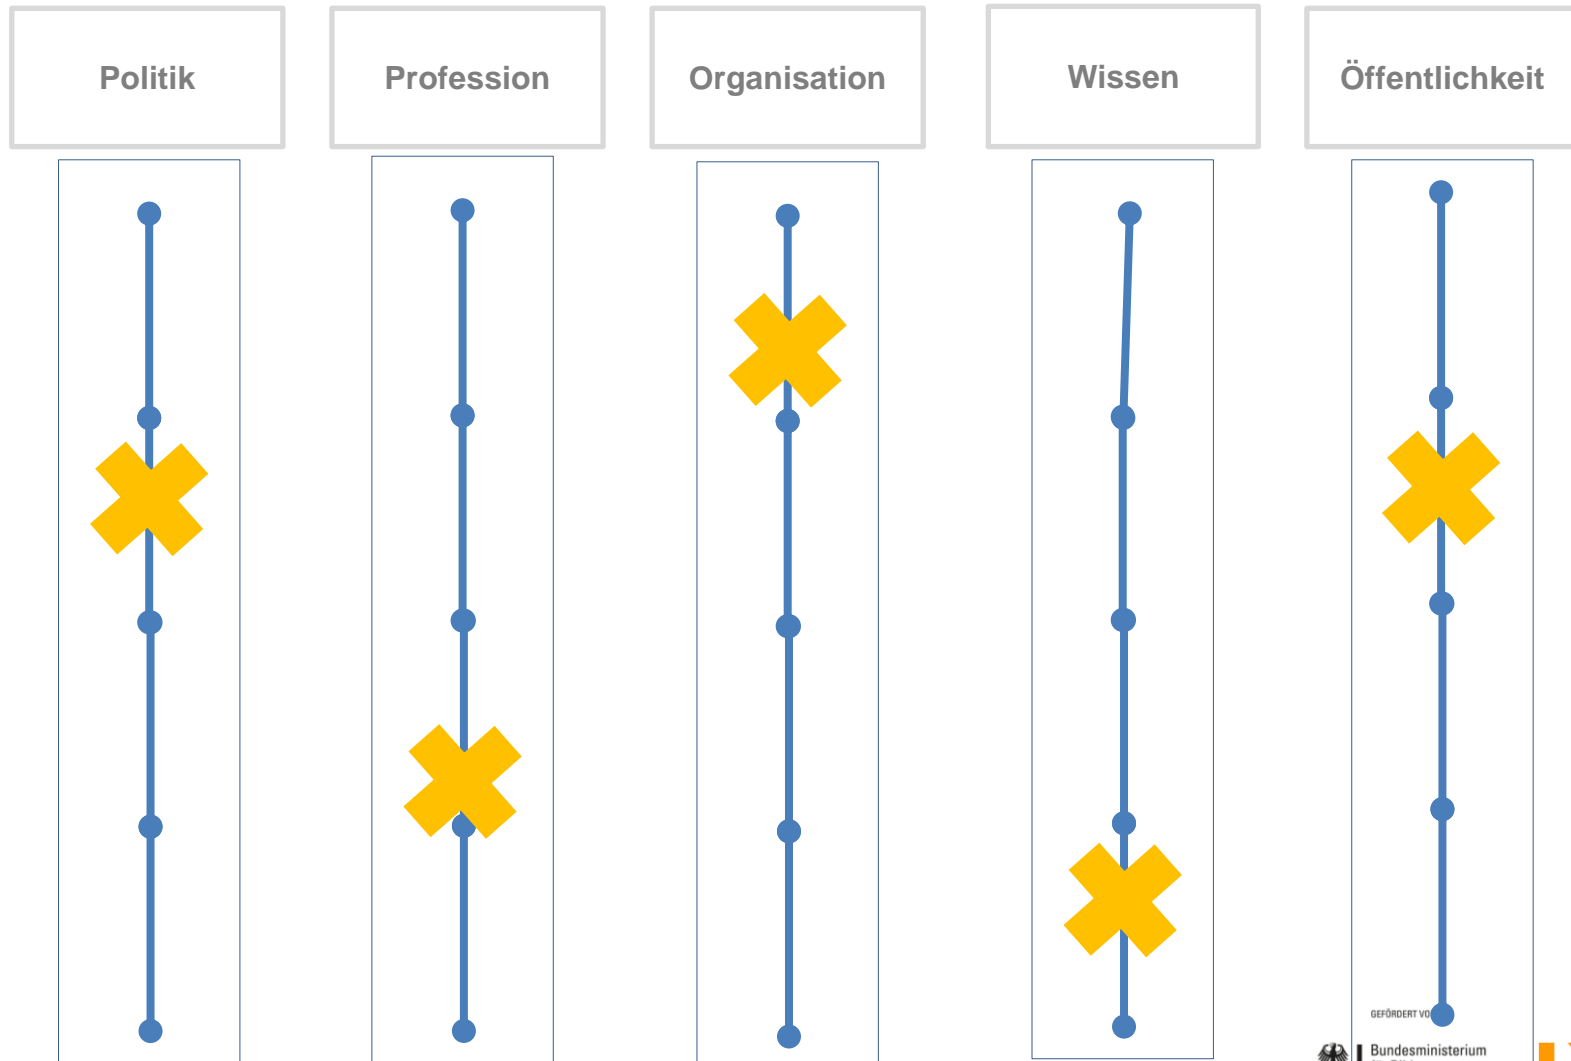 Politik
Profession
Organisation
Wissen
Öffentlichkeit
GEFÖRDERT VO
Bundesministerium